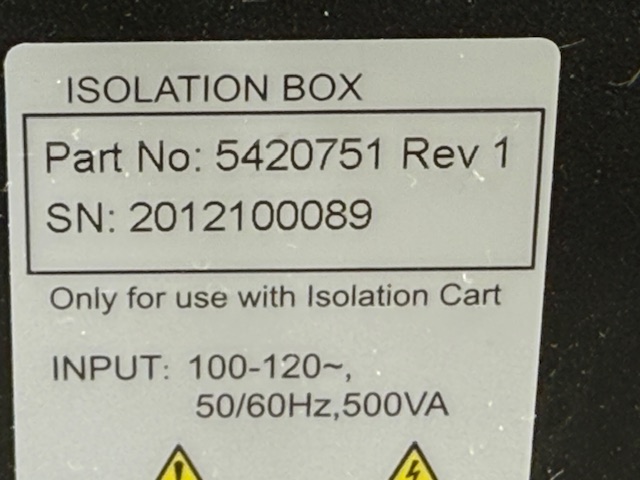 ISOLATION BOX
Part No: 5420751 Rev 1
SN: 2012100089
Only for use with Isolation Cart
INPUT: 100-120~,
50/60Hz,500VA